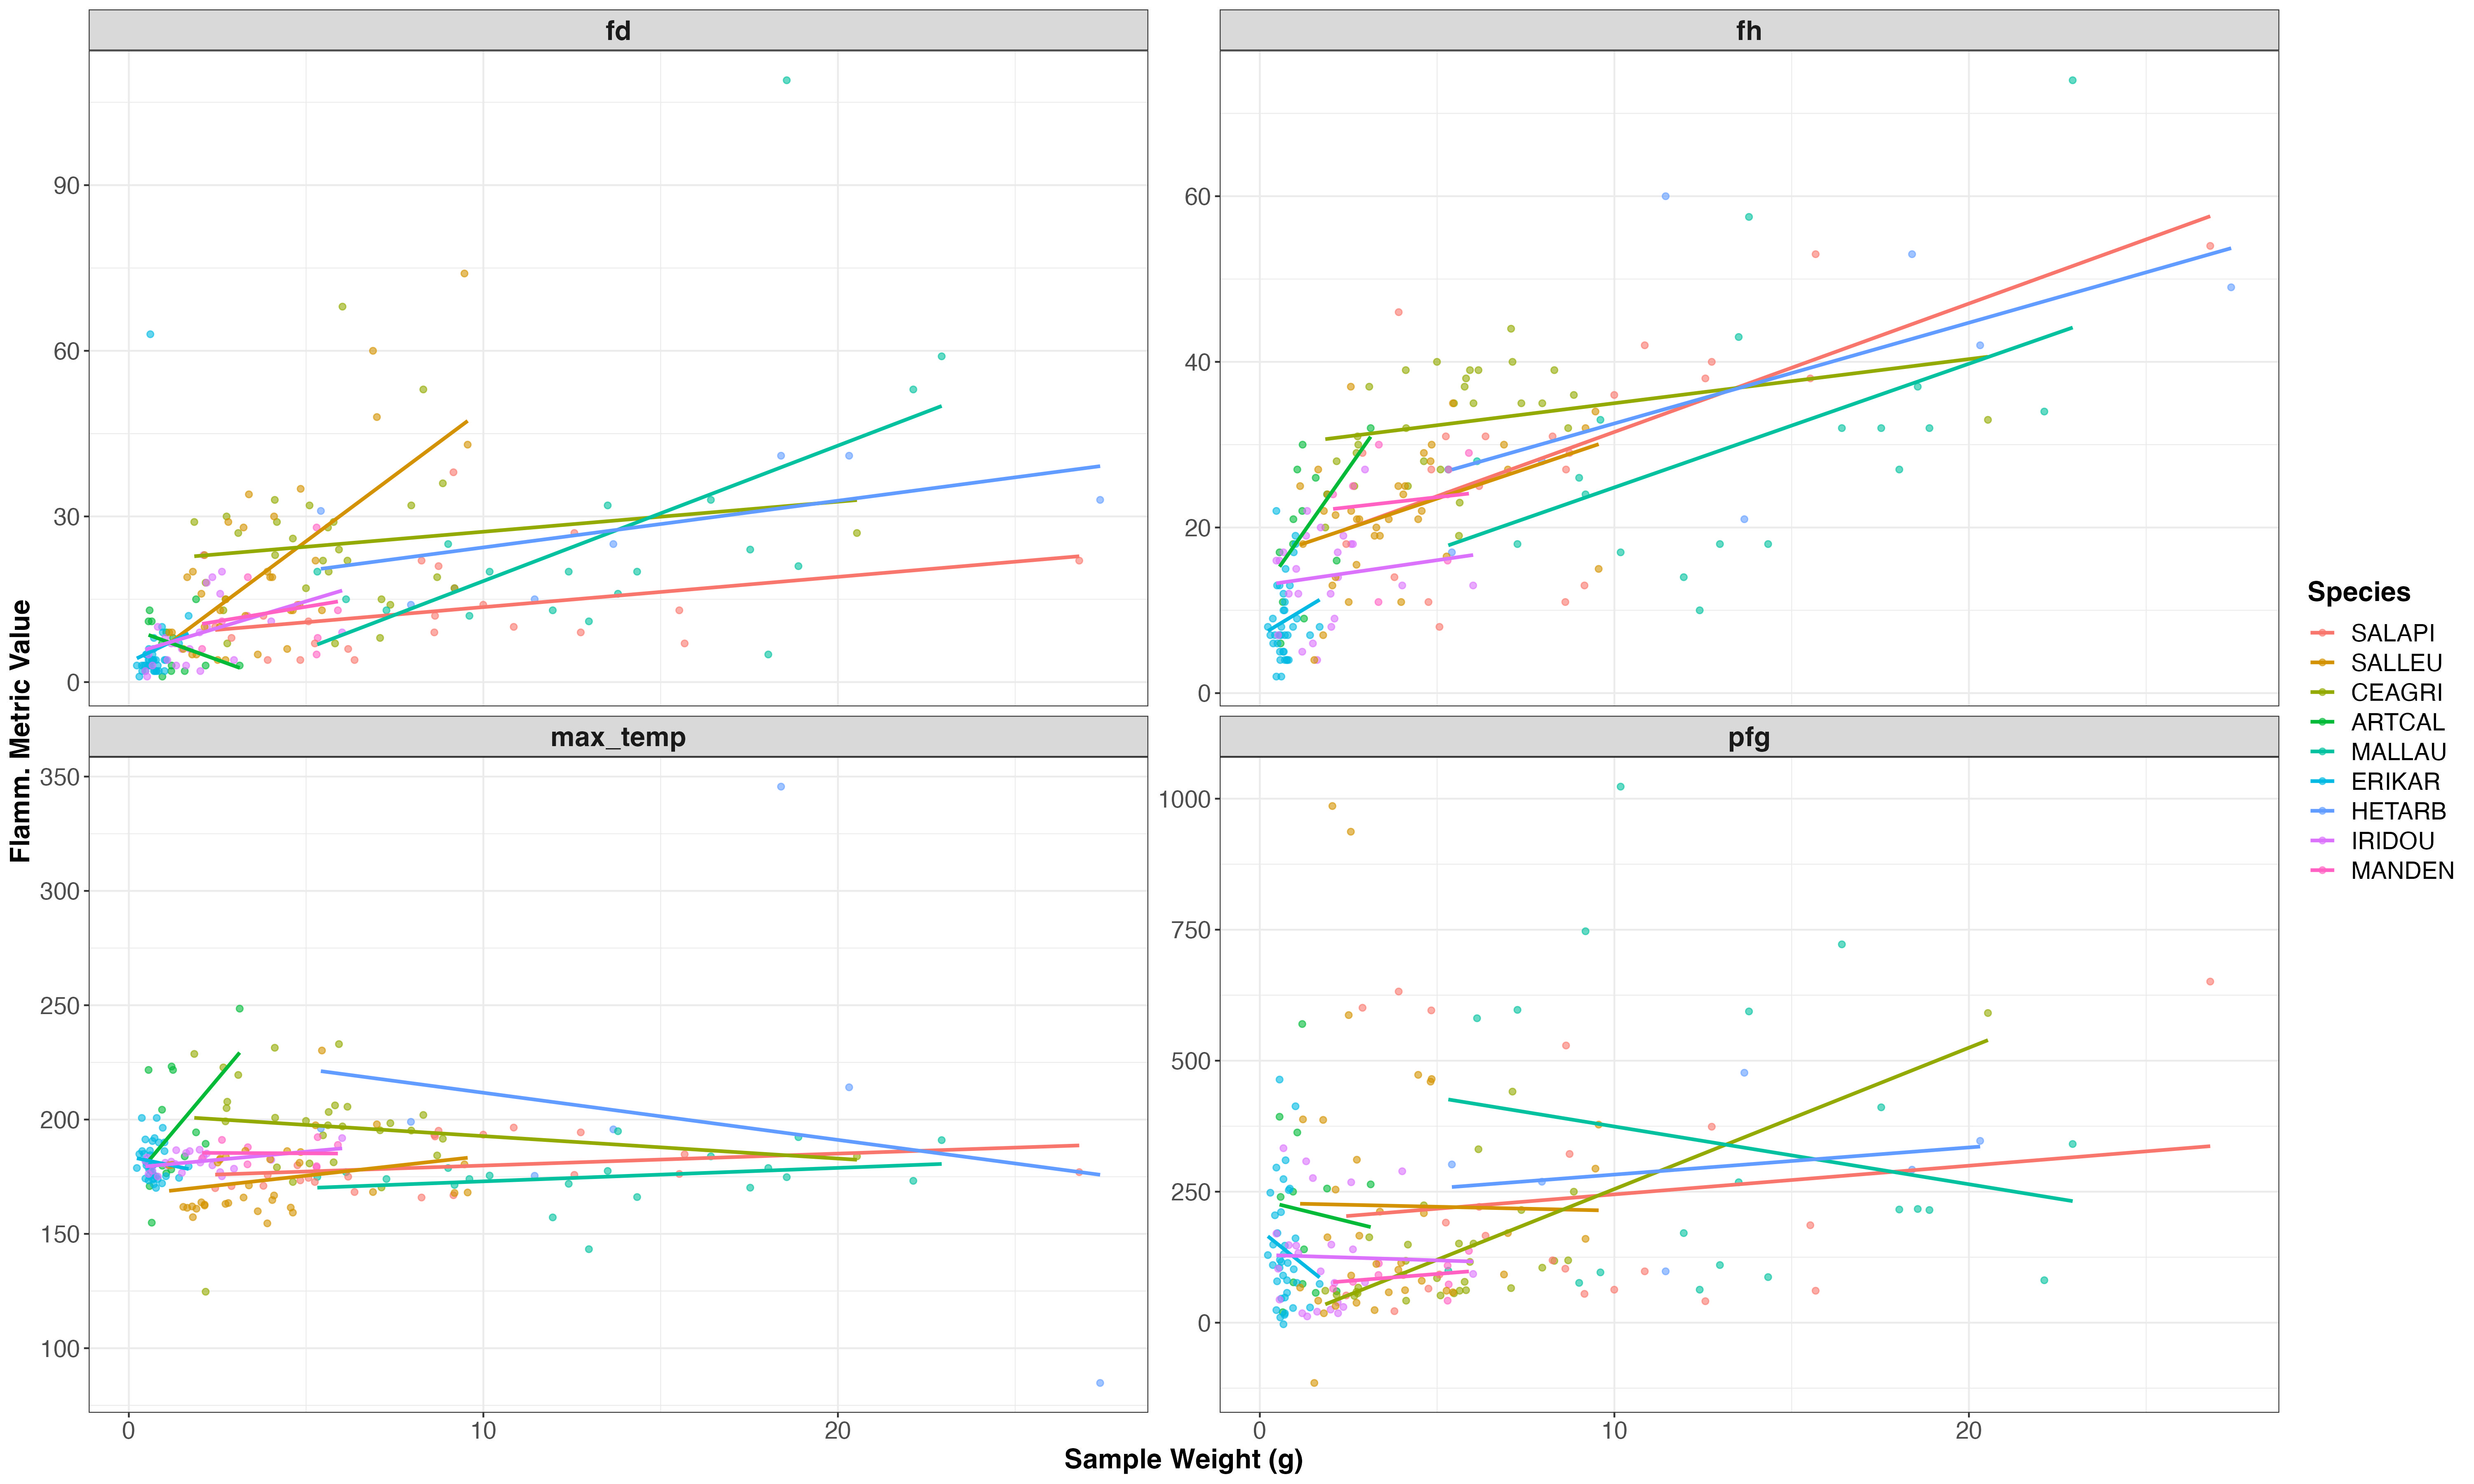 fd
fh
90
60
30
0
60
40
20
0
max_temp
pfg
350
300
250
200
150
100
1000
750
500
250
0
0
10
20
0
10
20
Sample Weight (g)
Flamm. Metric Value
Species
SALAPI
SALLEU
CEAGRI
ARTCAL
MALLAU
ERIKAR
HETARB
IRIDOU
MANDEN